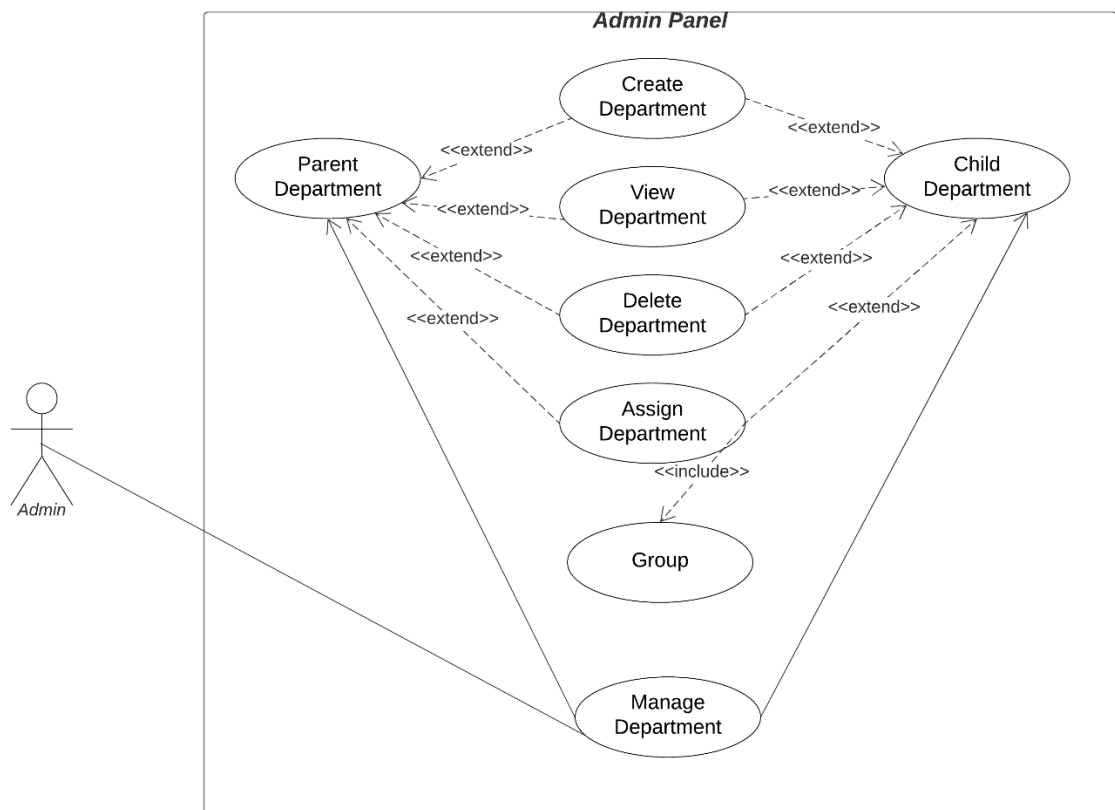 Admin Panel
Create
Department
<<extend>>
<<extend>>
Parent
Department
Child
Department
View
Department
<<extend>>
<<extend>>
<<extend>>
<<extend>>
Delete
Department
<<extend>>
<<extend>>
Assign
Department
<<include>>
Admin
Group
Manage
Department